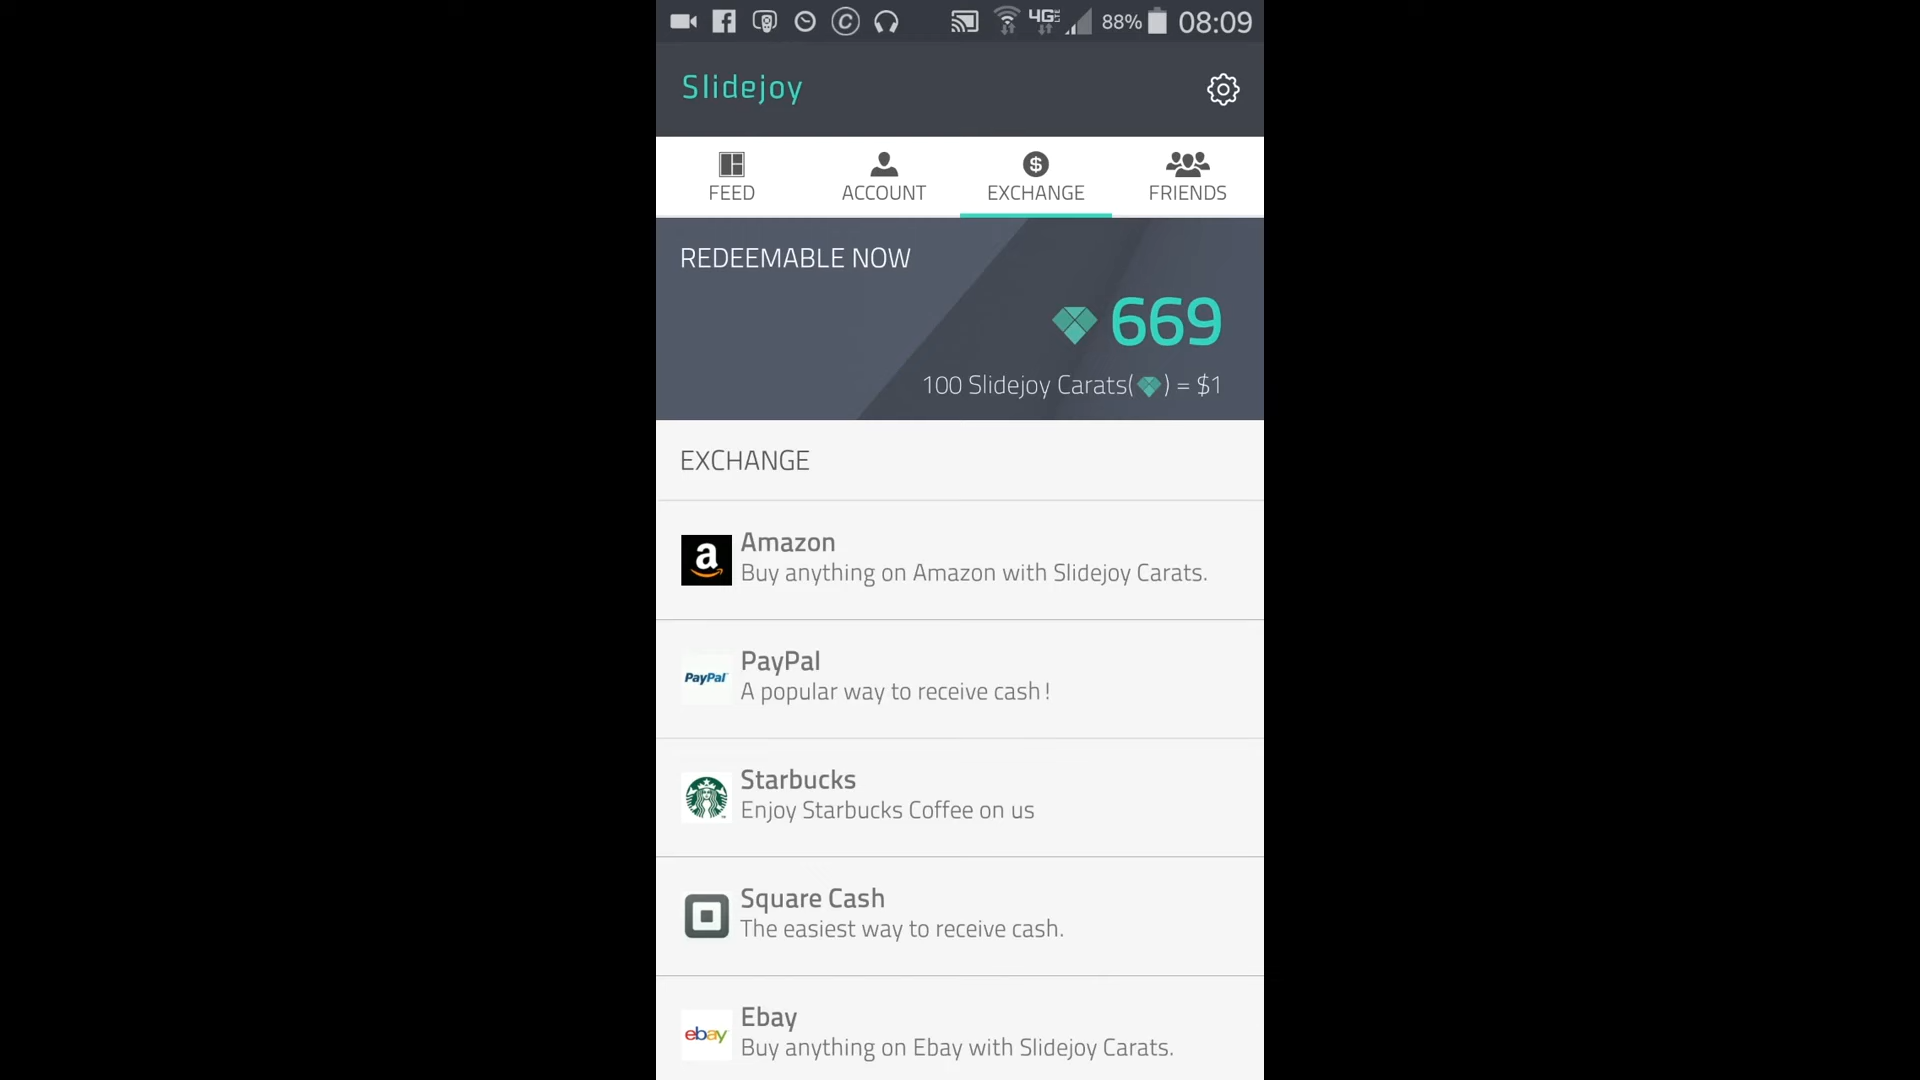 4G LTE 88% 08:09
Slidejoy
FEED ACCOUNT EXCHANGE FRIENDS
REDEEMABLE NOW
669
100 Slidejoy Carats( ) = $1
EXCHANGE
Amazon
Buy anything on Amazon with Slidejoy Carats.
PayPal
PayPal
A popular way to receive cash!
Starbucks
Enjoy Starbucks Coffee on us
Square Cash
The easiest way to receive cash.
ebay
Ebay
Buy anything on Ebay with Slidejoy Carats.